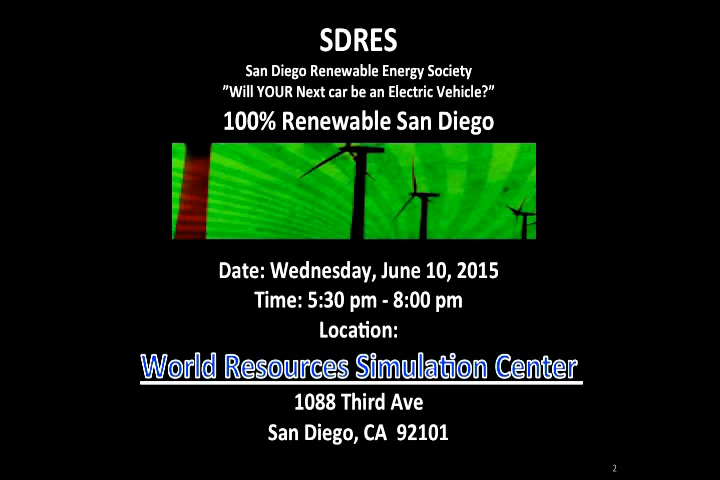 SDRES
San Diego Renewable Energy Society
”Will YOUR Next car be an Electric Vehicle?”
100% Renewable San Diego
Date: Wednesday, June 10, 2015
Time: 5:30 pm - 8:00 pm
Location:
World Resources Simulation Center
1088 Third Ave
San Diego, CA  92101
2